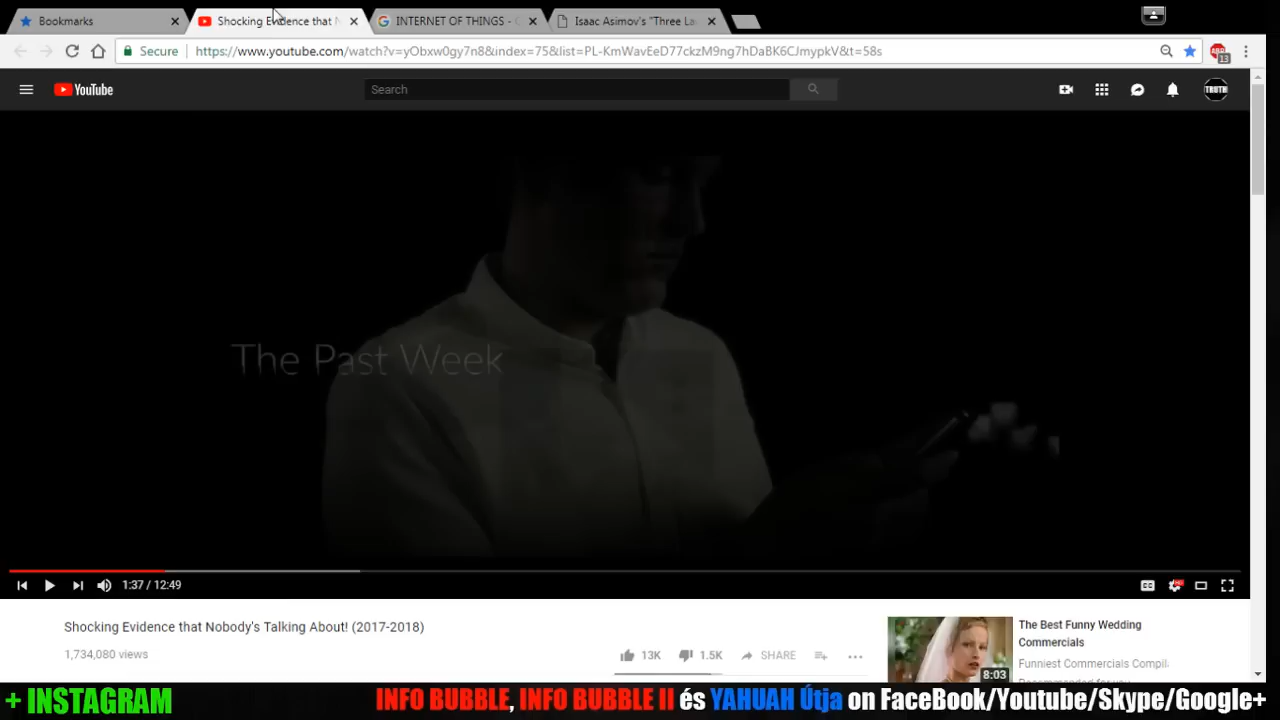 Bookmarks
Shocking Evidence that N
INTERNET OF THINGS - G
Isaac Asimov's "Three La
Secure
https://www.youtube.com/watch?v=yObxw0gy7n8&index=75&list=PL-KmWavEeD77ckzM9ng7hDaBK6CJmypkV&t=58s
13
YouTube
Search
TRUTH
The Past Week
1:37 / 12:49
CC
HD
Shocking Evidence that Nobody's Talking About! (2017-2018)
1,734,080 views
13K
1.5K
SHARE
The Best Funny Wedding
Commercials
Funniest Commercials Compil
8:03
+ INSTAGRAM
INFO BUBBLE, INFO BUBBLE II és YAHUAH Útja on FaceBook/Youtube/Skype/Google+